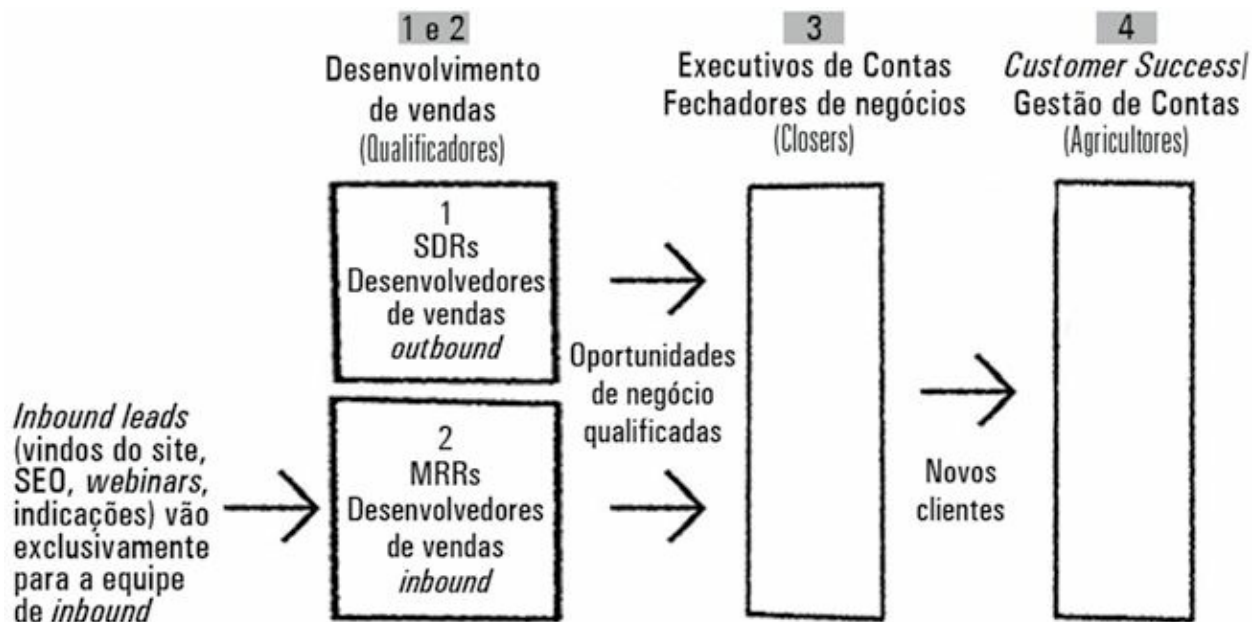 1 e 2
Desenvolvimento
de vendas
(Qualificadores)
3
Executivos de Contas
Fechadores de negócios
(Closers)
4
Customer Success/
Gestão de Contas
(Agricultores)
1
SDRs
Desenvolvedores
de vendas
outbound
Inbound leads
(vindos do site,
SEO, webinars,
indicações) vão
exclusivamente
para a equipe
de inbound
2
MRRs
Desenvolvedores
de vendas
inbound
Oportunidades
de negócio
qualificadas
Novos
clientes